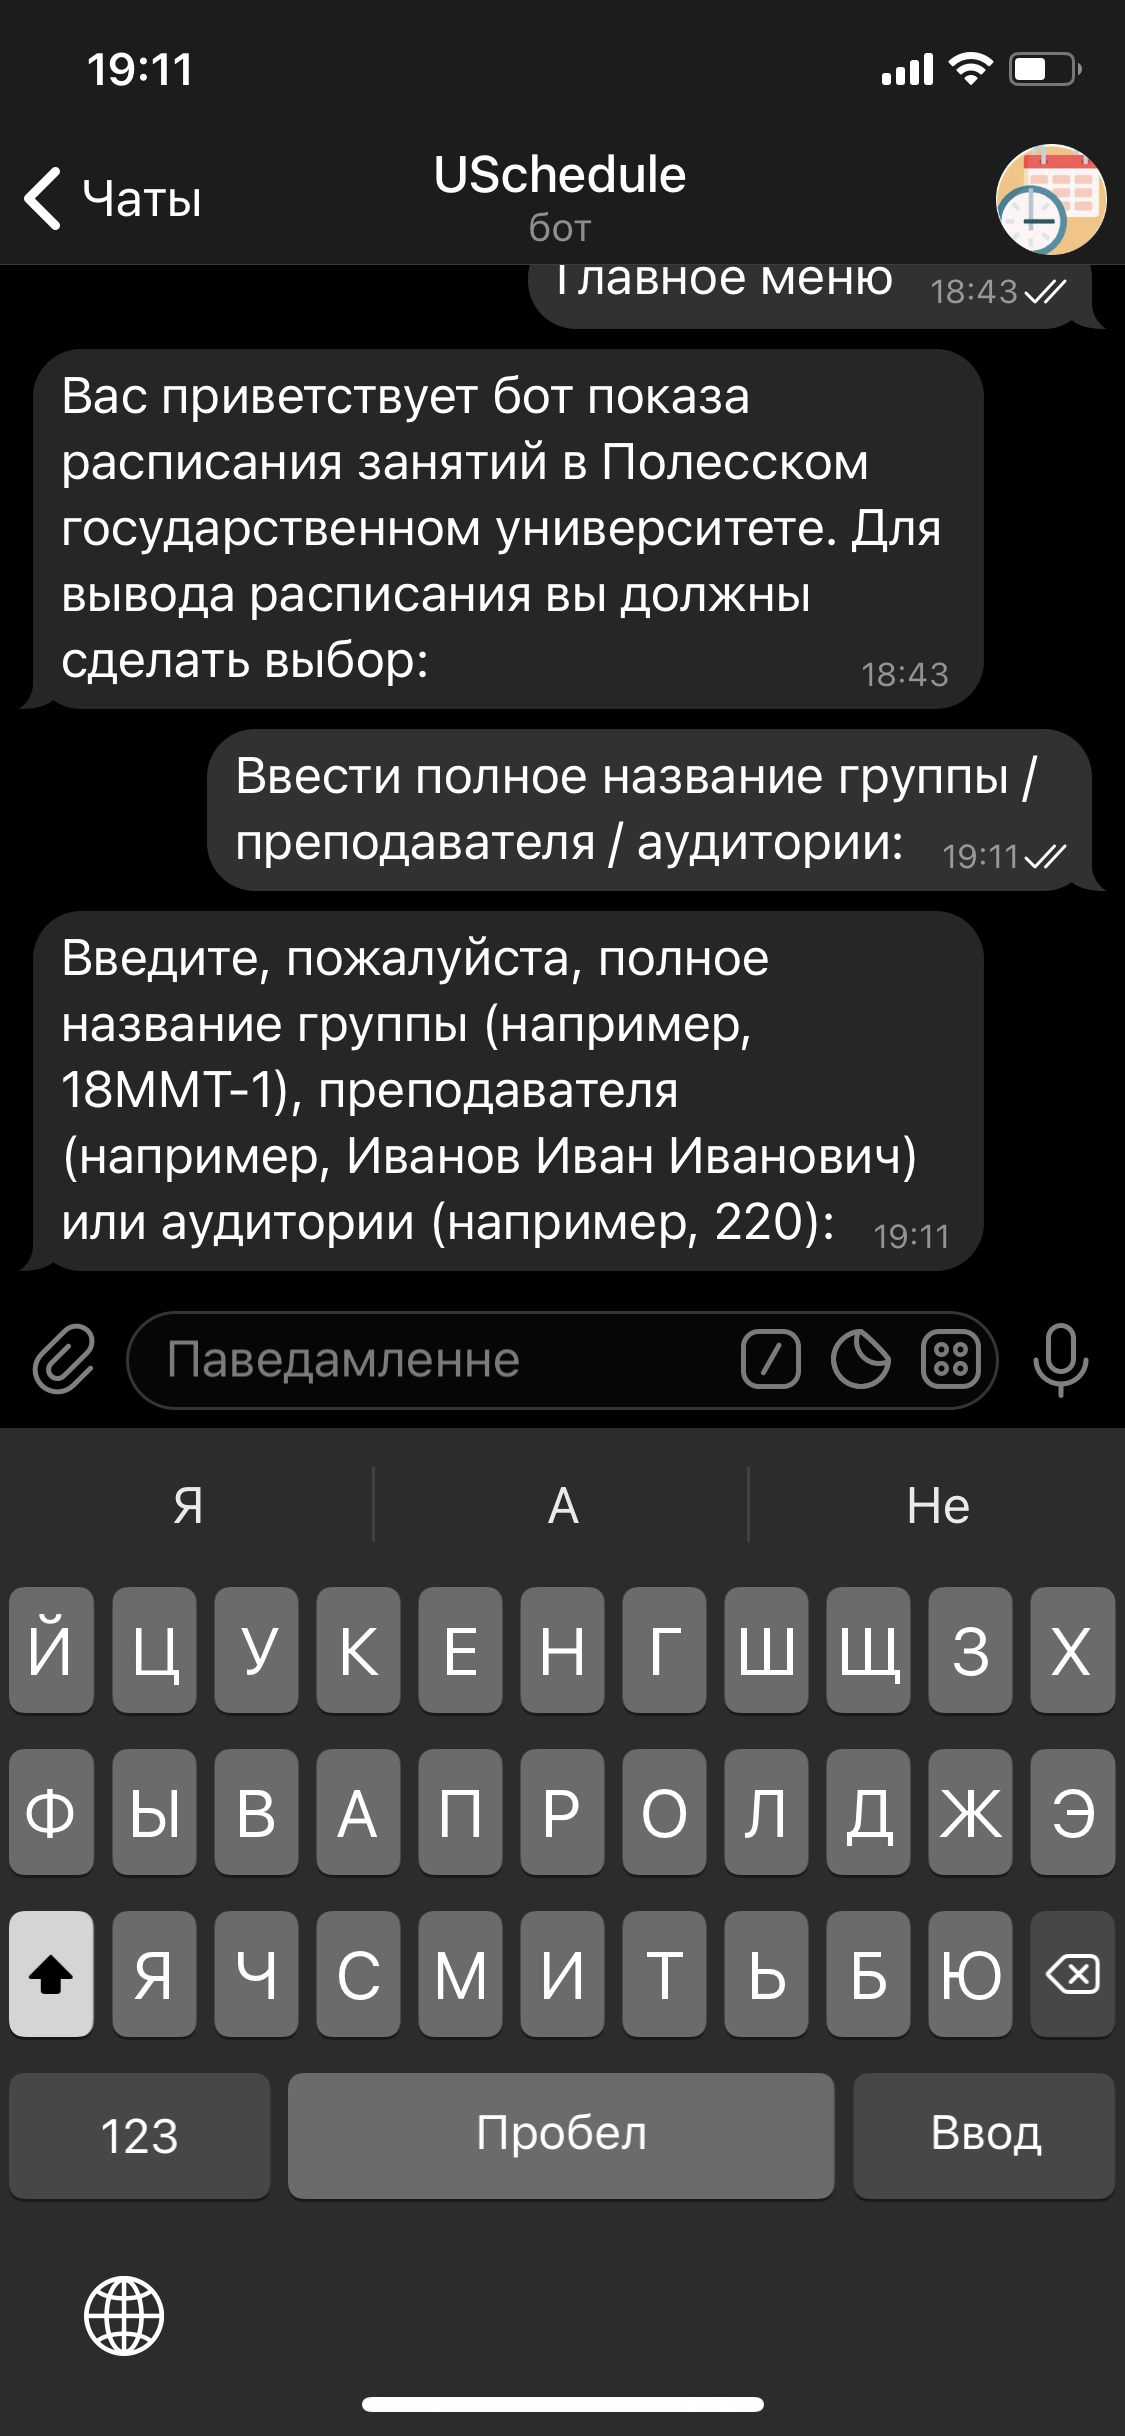 19:11
Чаты
USchedule
бот
Главное меню 18:43
Вас приветствует бот показа
расписания занятий в Полесском
государственном университете. Для
вывода расписания вы должны
сделать выбор: 18:43
Ввести полное название группы /
преподавателя / аудитории: 19:11
Введите, пожалуйста, полное
название группы (например,
18ММТ-1), преподавателя
(например, Иванов Иван Иванович)
или аудитории (например, 220): 19:11
Паведамленне
Я А Не
Й Ц У К Е Н Г Ш Щ З Х
Ф Ы В А П Р О Л Д Ж Э
Я Ч С М И Т Ь Б Ю
123 Пробел Ввод